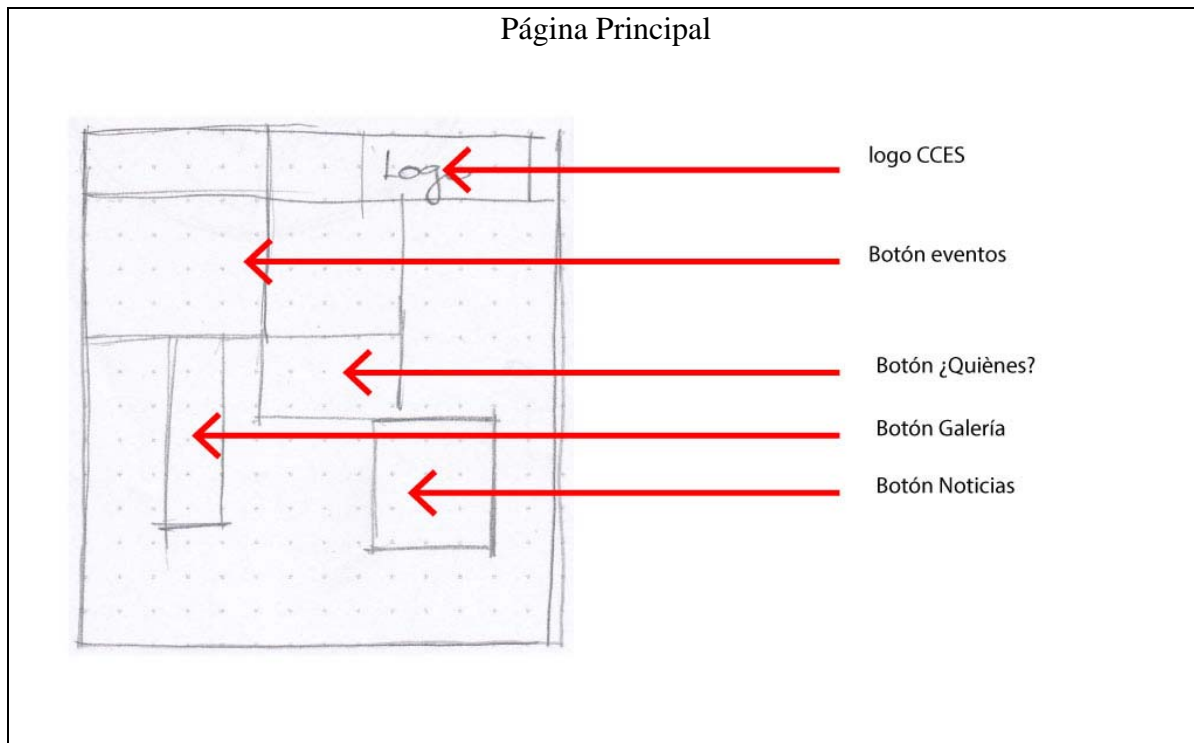 Página Principal
Logo
logo CCES
Botón eventos
Botón ¿Quiènes?
Botón Galería
Botón Noticias